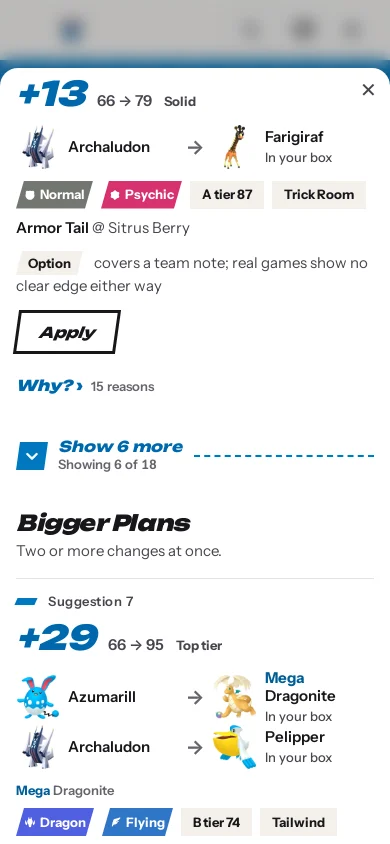 +13 66 → 79 Solid
Archaludon → Farigiraf
In your box
Normal Psychic A tier 87 Trick Room
Armor Tail @ Sitrus Berry
Option covers a team note; real games show no
clear edge either way
Apply
Why? › 15 reasons
Show 6 more
Showing 6 of 18
Bigger Plans
Two or more changes at once.
Suggestion 7
+29 66 → 95 Top tier
Azumarill → Mega
Dragonite
In your box
Archaludon → Pelipper
In your box
Mega Dragonite
Dragon Flying B tier 74 Tailwind